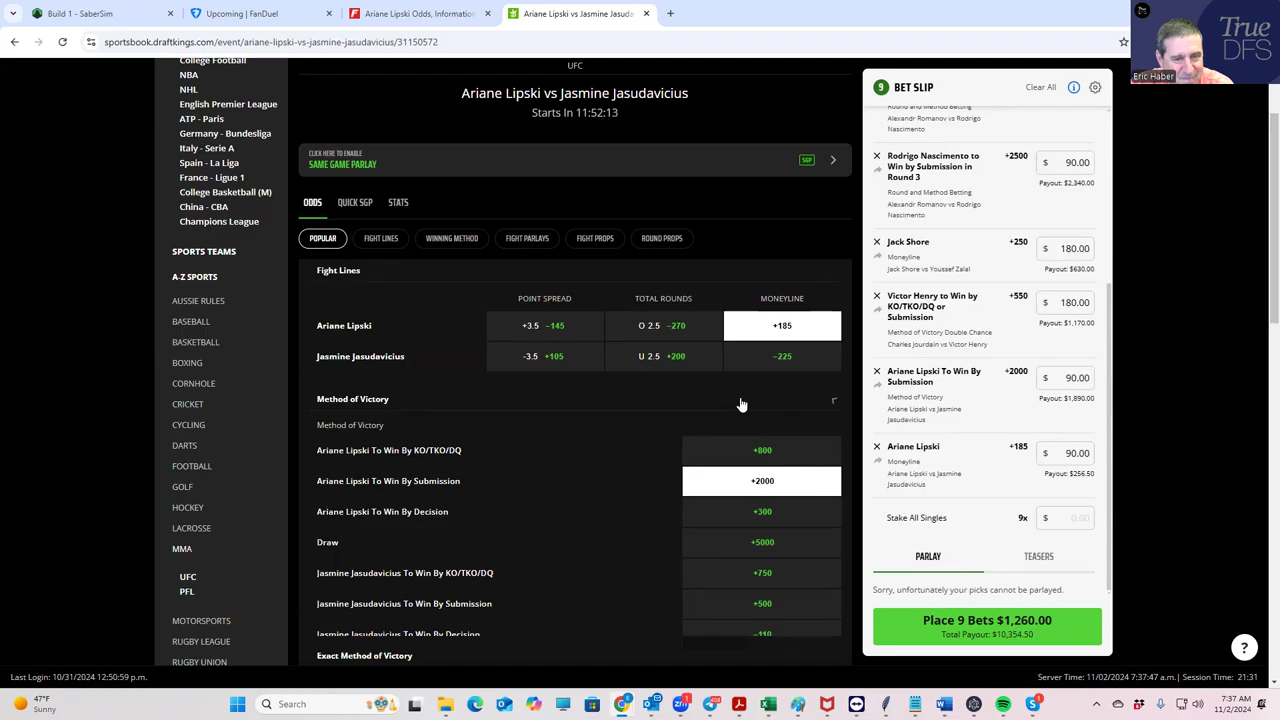 Build 1 - SaberSim
Upcoming | FanDuel
Ariane Lipski Odds, Information
Ariane Lipski vs Jasmine Jasuda
sportsbook.draftkings.com/event/ariane-lipski-vs-jasmine-jasudavicius/31150572
True
DFS
Eric Haber
College Football
NBA
NHL
English Premier League
ATP - Paris
Germany - Bundesliga
Italy - Serie A
Spain - La Liga
France - Ligue 1
College Basketball (M)
China - CBA
Champions League
SPORTS TEAMS
A-Z SPORTS
AUSSIE RULES
BASEBALL
BASKETBALL
BOXING
CORNHOLE
CRICKET
CYCLING
DARTS
FOOTBALL
GOLF
HOCKEY
LACROSSE
MMA
UFC
PFL
MOTORSPORTS
RUGBY LEAGUE
RUGBY UNION
UFC
Ariane Lipski vs Jasmine Jasudavicius
Starts In 11:52:13
CLICK HERE TO ENABLE
SAME GAME PARLAY
SGP
ODDS QUICK SGP STATS
POPULAR FIGHT LINES WINNING METHOD FIGHT PARLAYS FIGHT PROPS ROUND PROPS
Fight Lines
POINT SPREAD TOTAL ROUNDS MONEYLINE
Ariane Lipski +3.5 −145 O 2.5 −270 +185
Jasmine Jasudavicius -3.5 +105 U 2.5 +200 −225
Method of Victory
Method of Victory
Ariane Lipski To Win By KO/TKO/DQ +800
Ariane Lipski To Win By Submission +2000
Ariane Lipski To Win By Decision +300
Draw +5000
Jasmine Jasudavicius To Win By KO/TKO/DQ +750
Jasmine Jasudavicius To Win By Submission +500
Jasmine Jasudavicius To Win By Decision −110
Exact Method of Victory
9 BET SLIP Clear All
Round and Method Betting
Alexandr Romanov vs Rodrigo
Nascimento
Rodrigo Nascimento to +2500 $ 90.00
Win by Submission in
Round 3 Payout: $2,340.00
Round and Method Betting
Alexandr Romanov vs Rodrigo
Nascimento
Jack Shore +250 $ 180.00
Moneyline
Jack Shore vs Youssef Zalal Payout: $630.00
Victor Henry to Win by +550 $ 180.00
KO/TKO/DQ or
Submission Payout: $1,170.00
Method of Victory Double Chance
Charles Jourdain vs Victor Henry
Ariane Lipski To Win By +2000 $ 90.00
Submission
Method of Victory Payout: $1,890.00
Ariane Lipski vs Jasmine
Jasudavicius
Ariane Lipski +185 $ 90.00
Moneyline
Ariane Lipski vs Jasmine Payout: $256.50
Jasudavicius
Stake All Singles 9x $ 0.00
PARLAY TEASERS
Sorry, unfortunately your picks cannot be parlayed.
Place 9 Bets $1,260.00
Total Payout: $10,354.50
?
Last Login: 10/31/2024 12:50:59 p.m. Server Time: 11/02/2024 7:37:47 a.m.| Session Time: 21:31
47°F
Sunny
Search
7:37 AM
11/2/2024